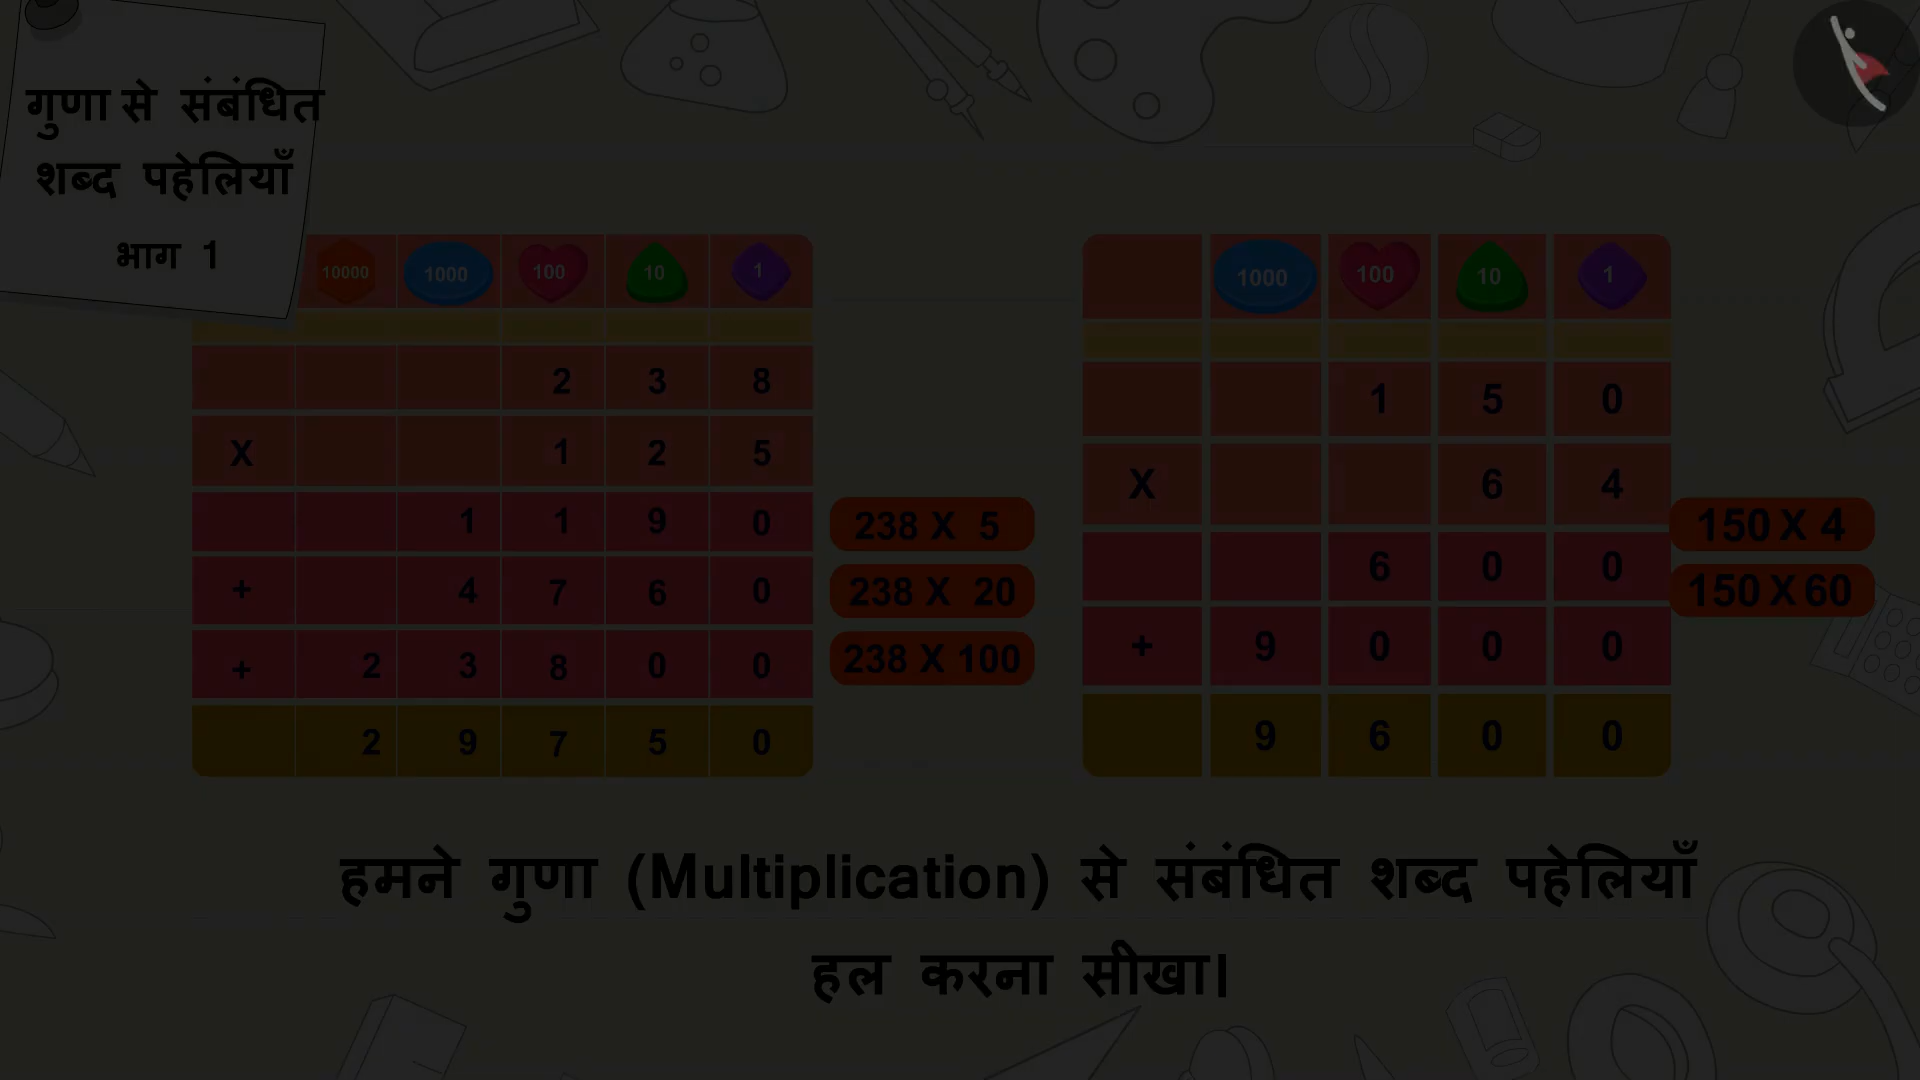 गुणा से संबंधित
शब्द पहेलियाँ
भाग 1
10000 1000 100 10 1
2 3 8
X 1 2 5
1 1 9 0
+ 4 7 6 0
+ 2 3 8 0 0
2 9 7 5 0
238 X 5
238 X 20
238 X 100
1000 100 10 1
1 5 0
X 6 4
6 0 0
+ 9 0 0 0
9 6 0 0
150 X 4
150 X 60
हमने गुणा (Multiplication) से संबंधित शब्द पहेलियाँ
हल करना सीखा।